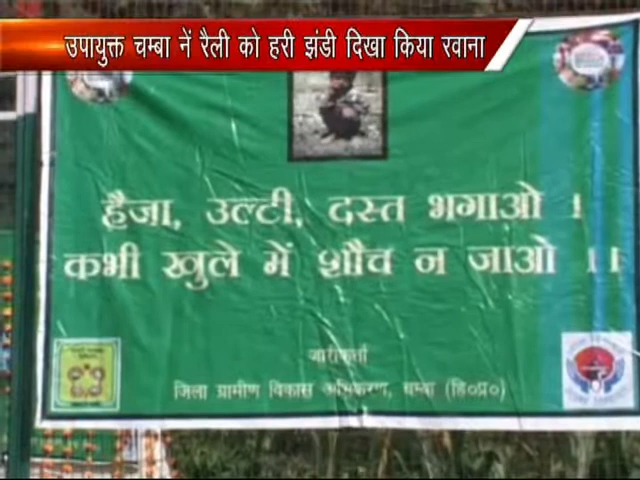 उपायुक्त चम्बा नें रैली को हरी झंडी दिखा किया रवाना
हैजा, उल्टी, दस्त भगाओ ।
कभी खुले में शौच न जाओ ।।
जारीकर्ता
जिला ग्रामीण विकास अभिकरण, चम्बा (हि०प्र०)